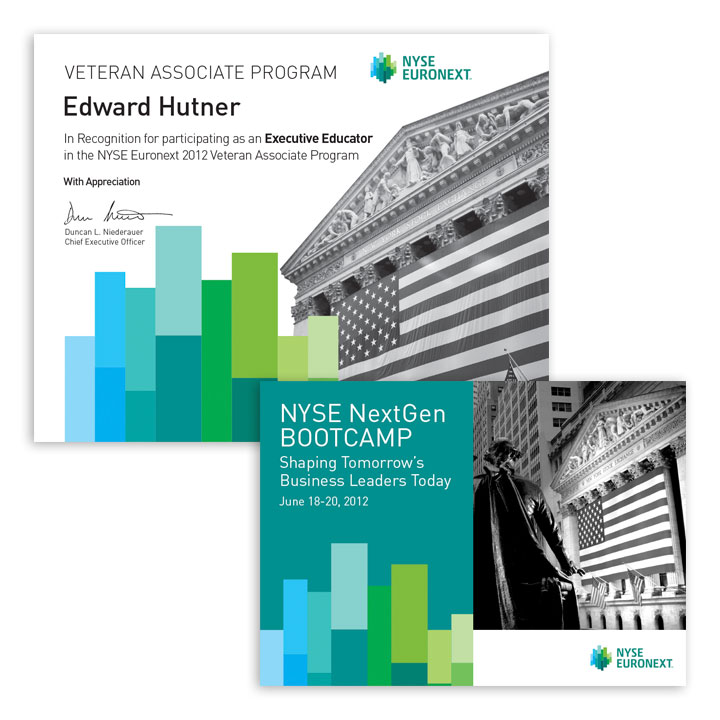 VETERAN ASSOCIATE PROGRAM
NYSE
EURONEXT.
Edward Hutner
In Recognition for participating as an Executive Educator
in the NYSE Euronext 2012 Veteran Associate Program
With Appreciation
Duncan L. Niederauer
Chief Executive Officer
NYSE NextGen
BOOTCAMP
Shaping Tomorrow's
Business Leaders Today
June 18-20, 2012
NYSE
EURONEXT.